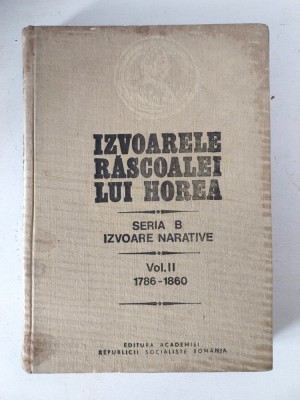 IZVOARELE
RĂSCOALEI
LUI HOREA
SERIA B
IZVOARE NARATIVE
Vol. II
1786-1860
EDITURA ACADEMIEI
REPUBLICII SOCIALISTE ROMÂNIA